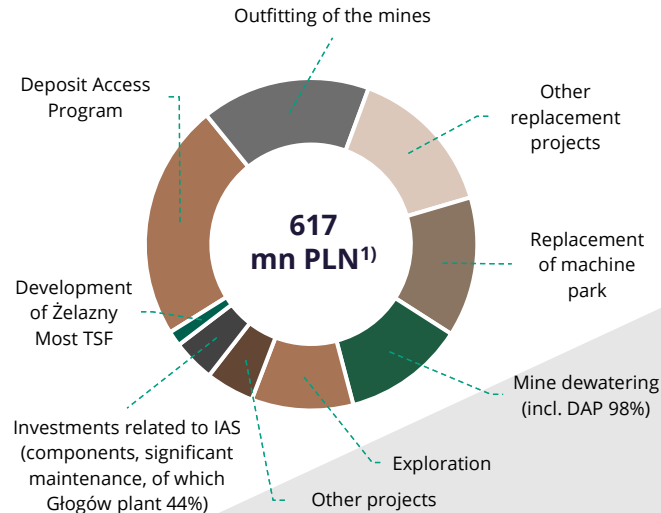 Outfitting of the mines
Deposit Access
Program
Other
replacement
projects
617
mn PLN¹⁾
Replacement
of machine
park
Development
of Żelazny
Most TSF
Mine dewatering
(incl. DAP 98%)
Investments related to IAS
(components, significant
maintenance, of which
Głogów plant 44%)
Exploration
Other projects